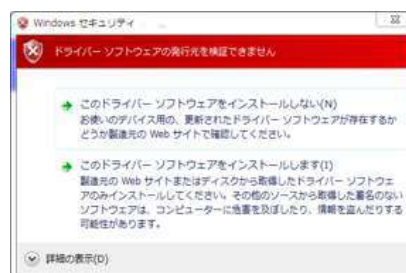 Windows セキュリティ
ドライバー ソフトウェアの発行元を検証できません
このドライバー ソフトウェアをインストールしない(N)
お使いのデバイス用の、更新されたドライバー ソフトウェアが存在するか
どうか製造元の Web サイトで確認してください。
このドライバー ソフトウェアをインストールします(I)
製造元の Web サイトまたはディスクから取得したドライバー ソフトウェ
アのみインストールしてください。その他のソースから取得した署名のない
ソフトウェアは、コンピューターに危害を及ぼしたり、情報を盗んだりする
可能性があります。
詳細の表示(D)